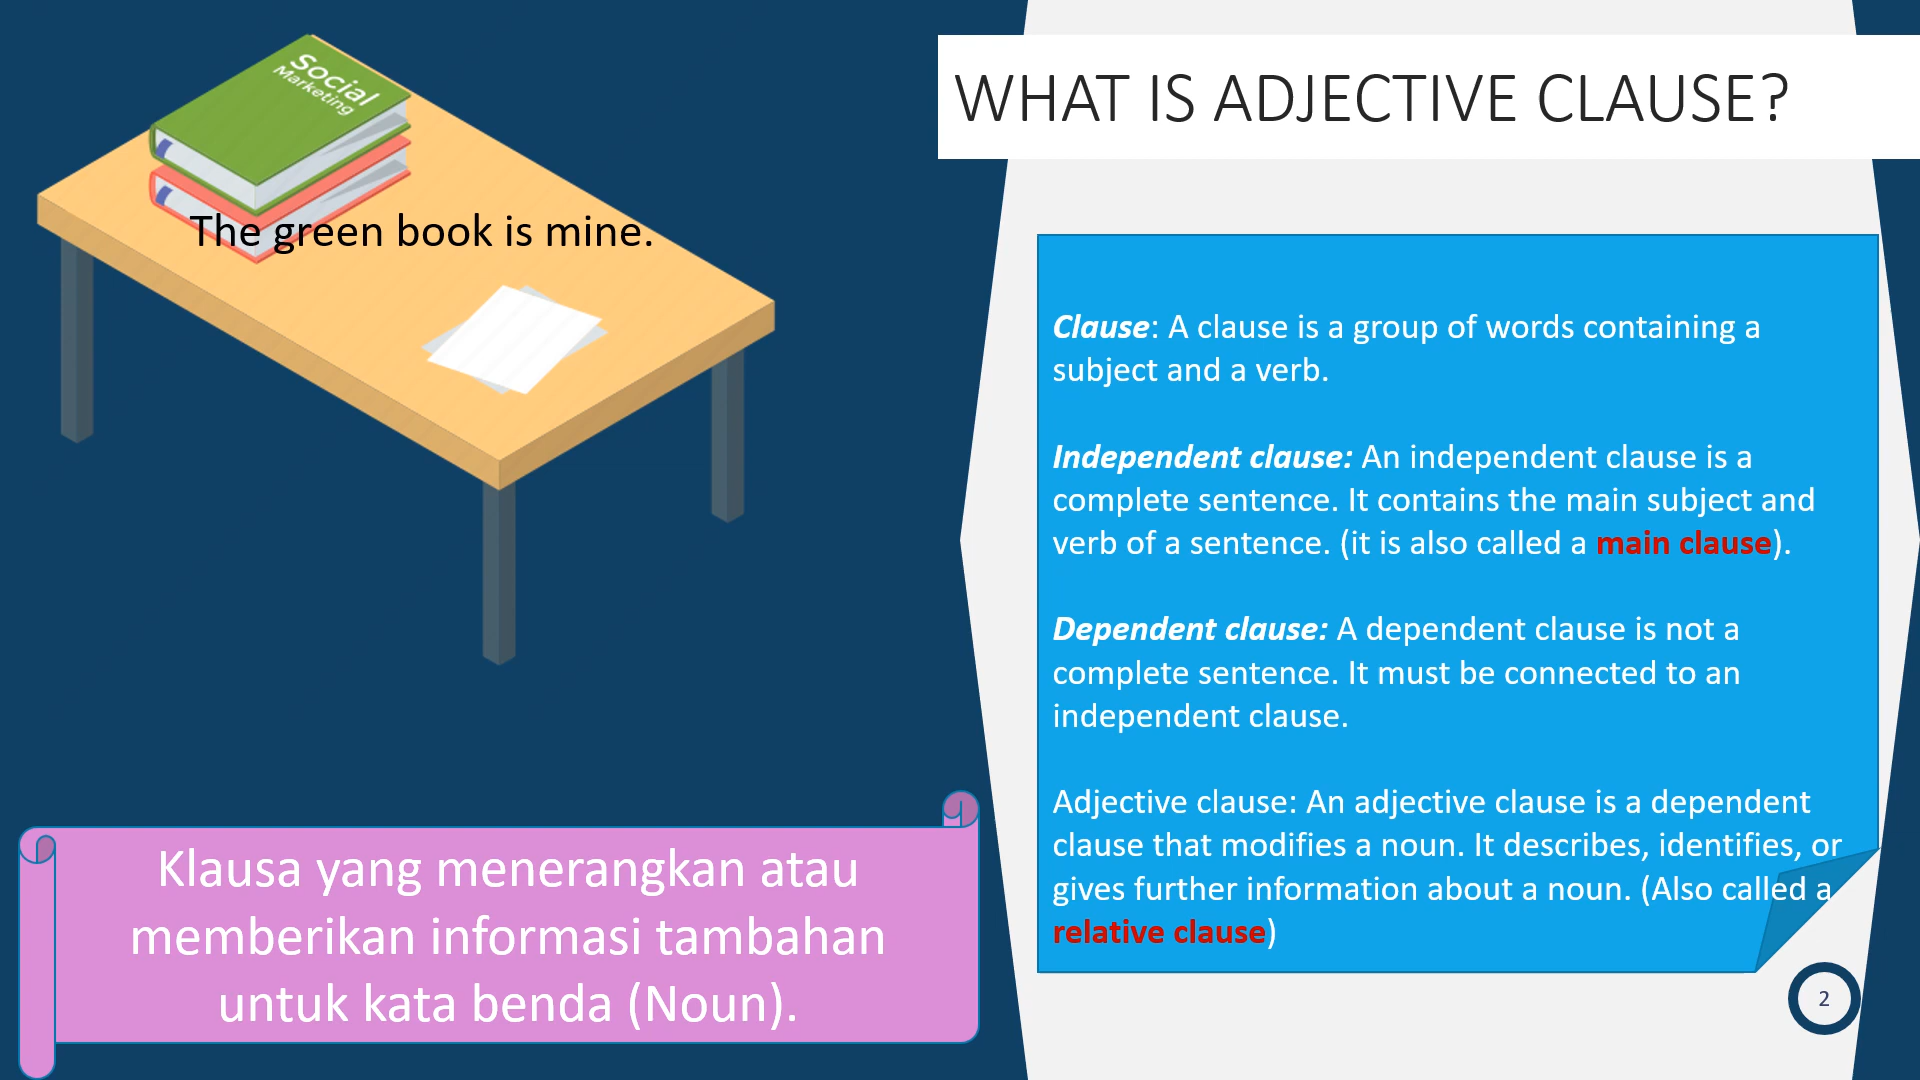 Social
Marketing
The green book is mine.
WHAT IS ADJECTIVE CLAUSE?
Clause: A clause is a group of words containing a
subject and a verb.
Independent clause: An independent clause is a
complete sentence. It contains the main subject and
verb of a sentence. (it is also called a main clause).
Dependent clause: A dependent clause is not a
complete sentence. It must be connected to an
independent clause.
Adjective clause: An adjective clause is a dependent
clause that modifies a noun. It describes, identifies, or
gives further information about a noun. (Also called a
relative clause)
Klausa yang menerangkan atau
memberikan informasi tambahan
untuk kata benda (Noun).
2